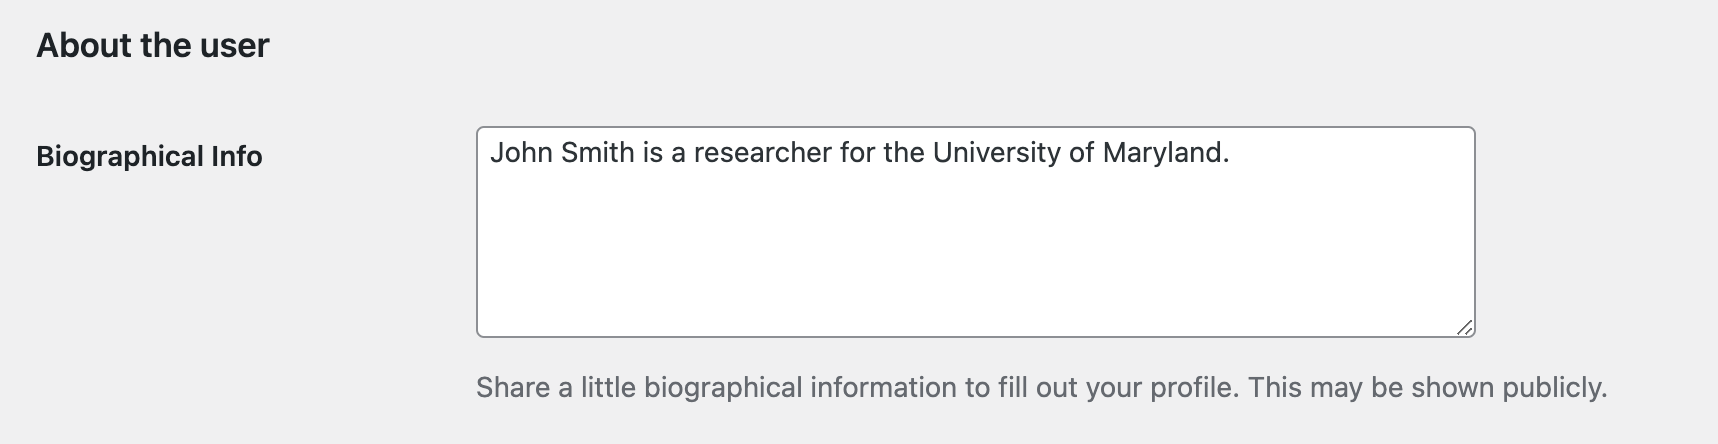 About the user
Biographical Info
John Smith is a researcher for the University of Maryland.
Share a little biographical information to fill out your profile. This may be shown publicly.